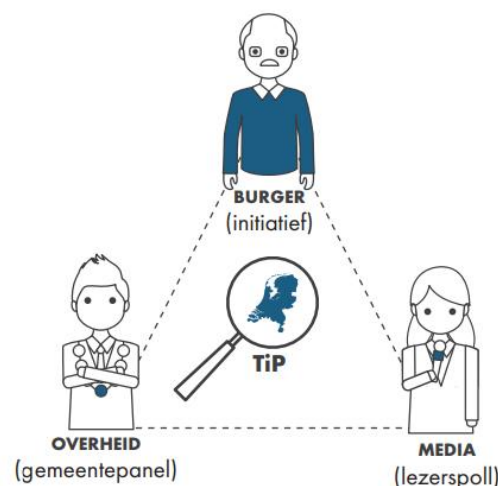 BURGER
(initiatief)
TiP
OVERHEID
(gemeentepanel)
MEDIA
(lezerspoll)